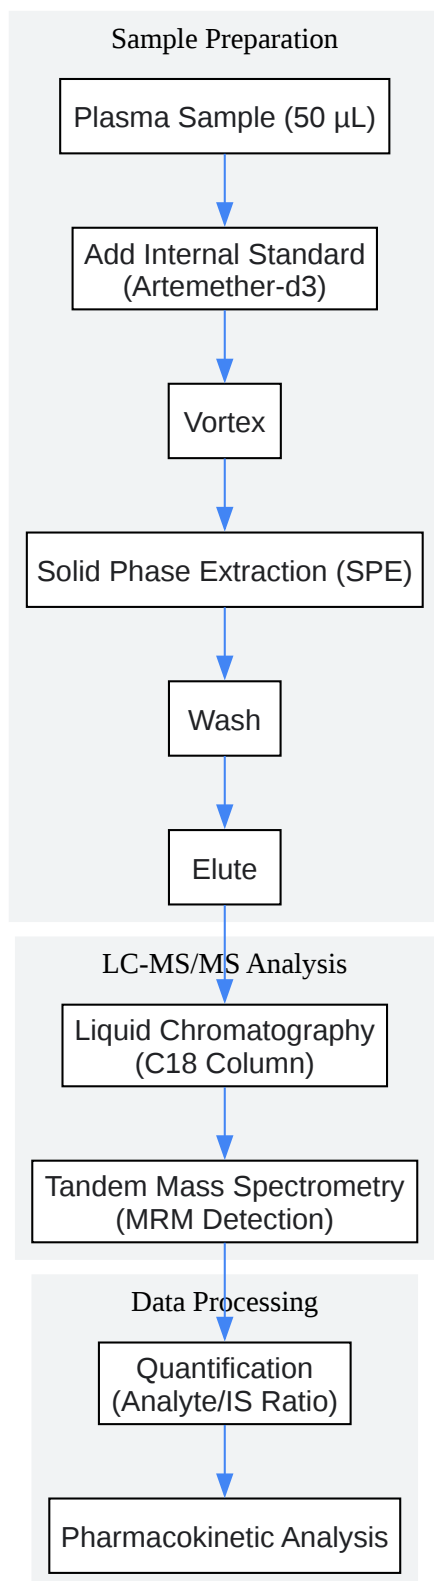 Sample Preparation
Plasma Sample (50 µL)
Add Internal Standard
(Artemether-d3)
Vortex
Solid Phase Extraction (SPE)
Wash
Elute
LC-MS/MS Analysis
Liquid Chromatography
(C18 Column)
Tandem Mass Spectrometry
(MRM Detection)
Data Processing
Quantification
(Analyte/IS Ratio)
Pharmacokinetic Analysis